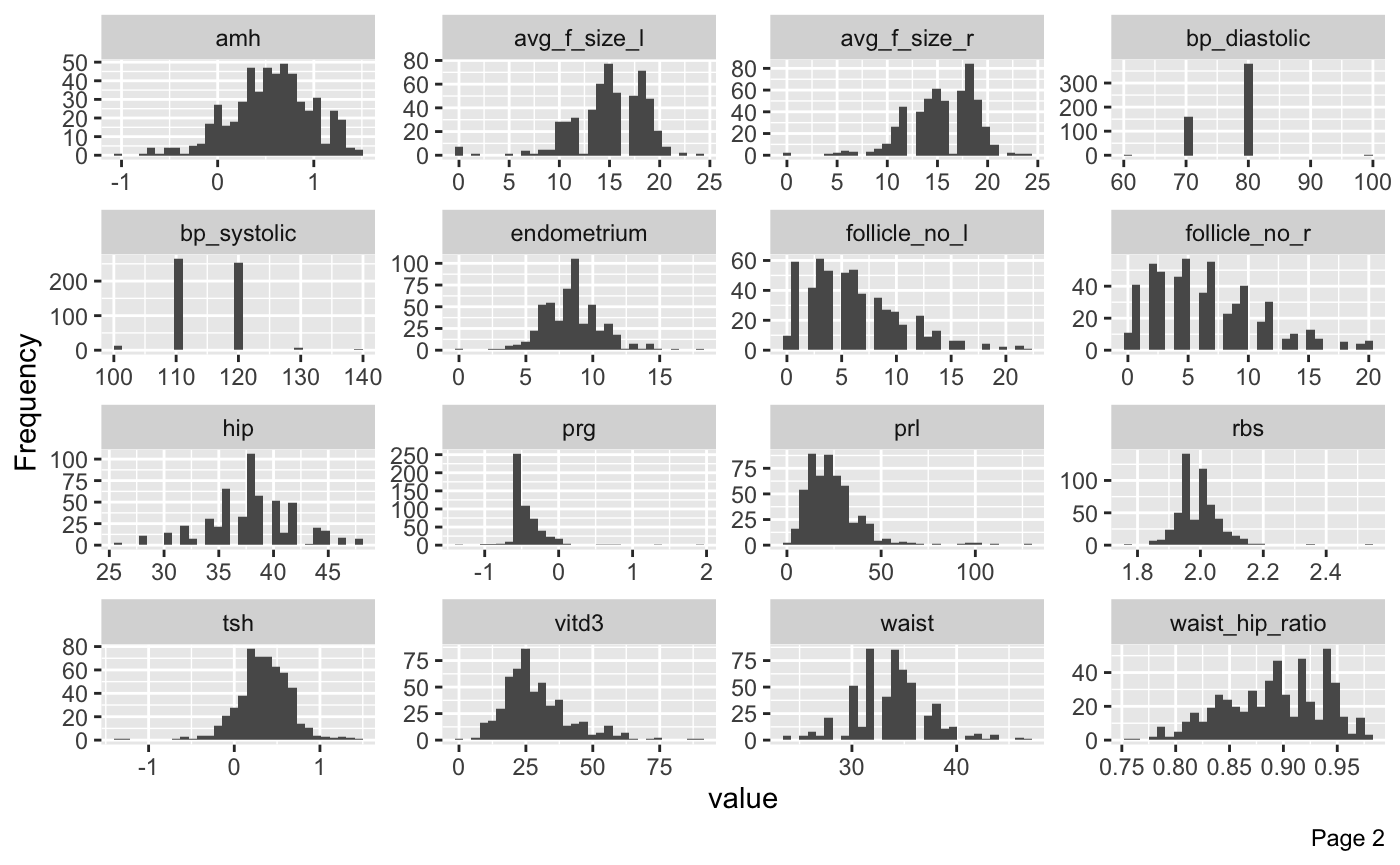 amh avg_f_size_l avg_f_size_r bp_diastolic
50 40 30 20 10 0
80 60 40 20 0
80 60 40 20 0
300 200 100 0
-1 0 1
0 5 10 15 20 25
0 5 10 15 20 25
60 70 80 90 100
bp_systolic endometrium follicle_no_l follicle_no_r
200 100 0
100 75 50 25 0
60 40 20 0
40 20 0
100 110 120 130 140
0 5 10 15
0 5 10 15 20
0 5 10 15 20
hip prg prl rbs
100 75 50 25 0
250 200 150 100 50 0
75 50 25 0
100 50 0
25 30 35 40 45
-1 0 1 2
0 50 100
1.8 2.0 2.2 2.4
tsh vitd3 waist waist_hip_ratio
80 60 40 20 0
75 50 25 0
75 50 25 0
40 20 0
-1 0 1
0 25 50 75
30 40
0.75 0.80 0.85 0.90 0.95
Frequency
value
Page 2